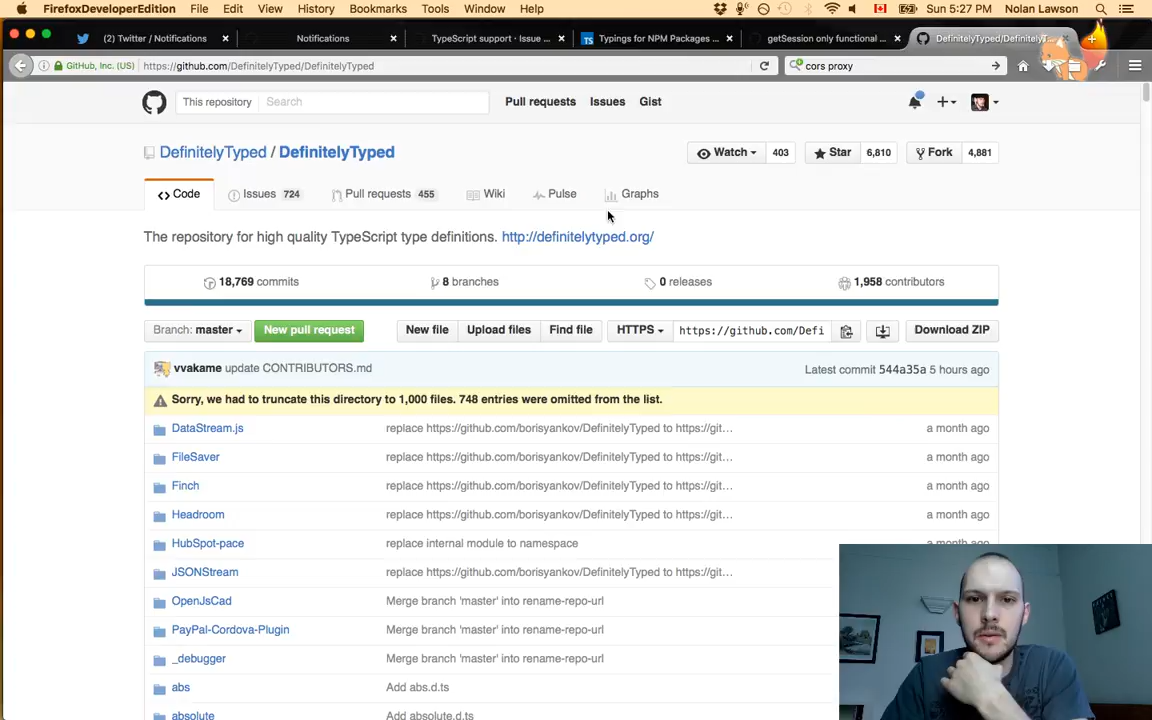 FirefoxDeveloperEdition File Edit View History Bookmarks Tools Window Help Sun 5:27 PM Nolan Lawson
(2) Twitter / Notifications × Notifications × TypeScript support · Issue ... × TS Typings for NPM Packages ... × getSession only functional ... × DefinitelyTyped/DefinitelyT...
GitHub, Inc. (US) https://github.com/DefinitelyTyped/DefinitelyTyped cors proxy
This repository Search Pull requests Issues Gist
DefinitelyTyped / DefinitelyTyped Watch 403 Star 6,810 Fork 4,881
Code Issues 724 Pull requests 455 Wiki Pulse Graphs
The repository for high quality TypeScript type definitions. http://definitelytyped.org/
18,769 commits 8 branches 0 releases 1,958 contributors
Branch: master New pull request New file Upload files Find file HTTPS https://github.com/Defi Download ZIP
vvakame update CONTRIBUTORS.md Latest commit 544a35a 5 hours ago
Sorry, we had to truncate this directory to 1,000 files. 748 entries were omitted from the list.
DataStream.js replace https://github.com/borisyankov/DefinitelyTyped to https://git... a month ago
FileSaver replace https://github.com/borisyankov/DefinitelyTyped to https://git... a month ago
Finch replace https://github.com/borisyankov/DefinitelyTyped to https://git... a month ago
Headroom replace https://github.com/borisyankov/DefinitelyTyped to https://git... a month ago
HubSpot-pace replace internal module to namespace a month ago
JSONStream replace https://github.com/borisyankov/DefinitelyTyped to https://git...
OpenJsCad Merge branch 'master' into rename-repo-url
PayPal-Cordova-Plugin Merge branch 'master' into rename-repo-url
_debugger Merge branch 'master' into rename-repo-url
abs Add abs.d.ts
absolute Add absolute.d.ts